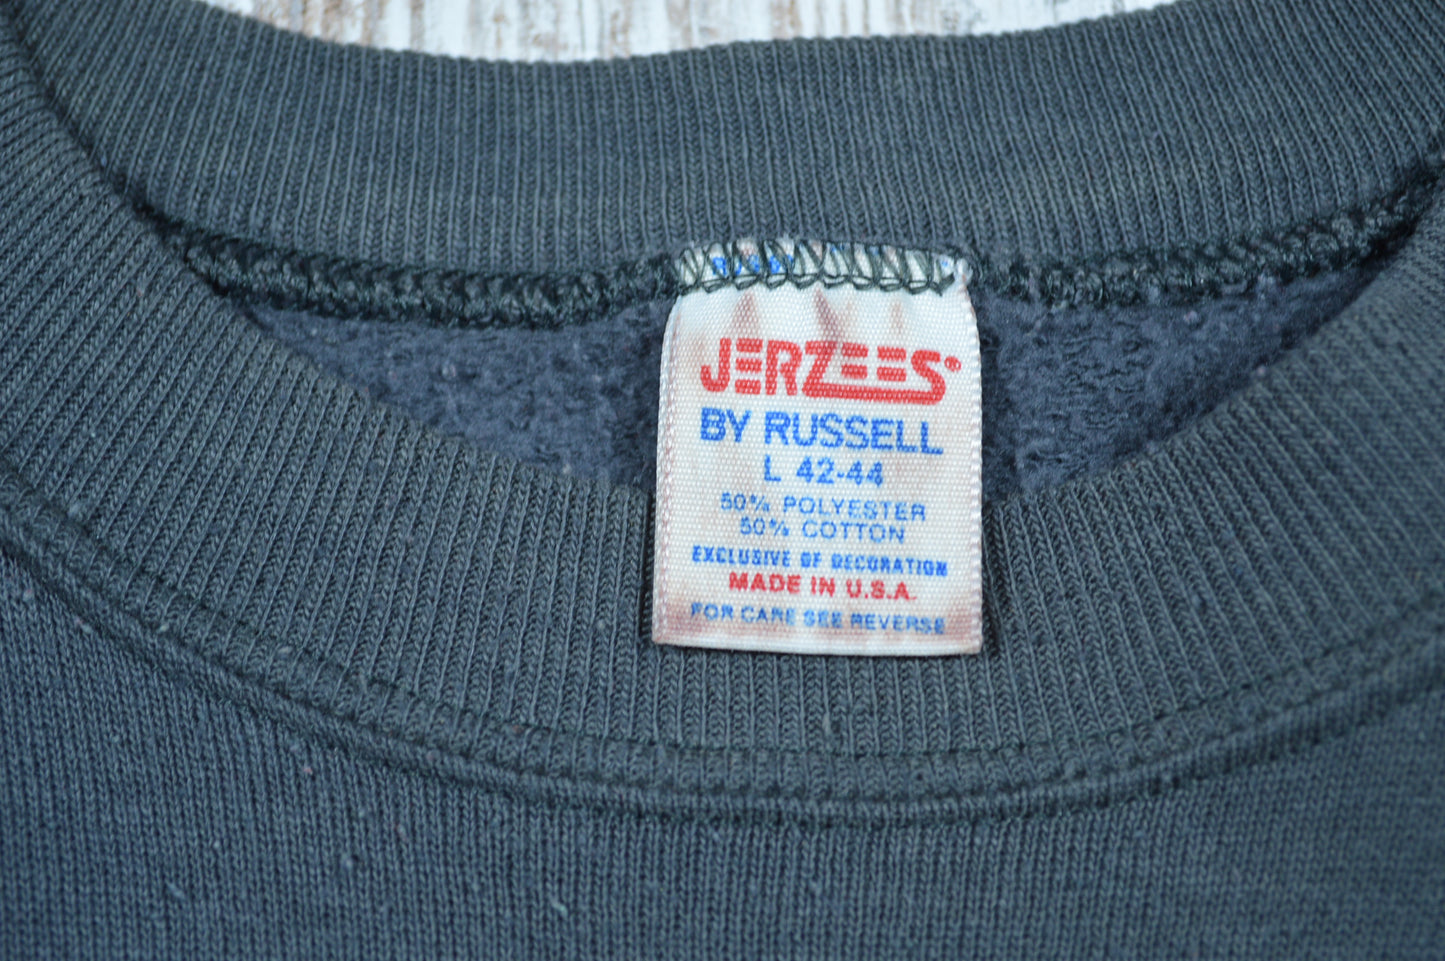 JERZEES®
BY RUSSELL
L 42-44
50% POLYESTER
50% COTTON
EXCLUSIVE OF DECORATION
MADE IN U.S.A.
FOR CARE SEE REVERSE